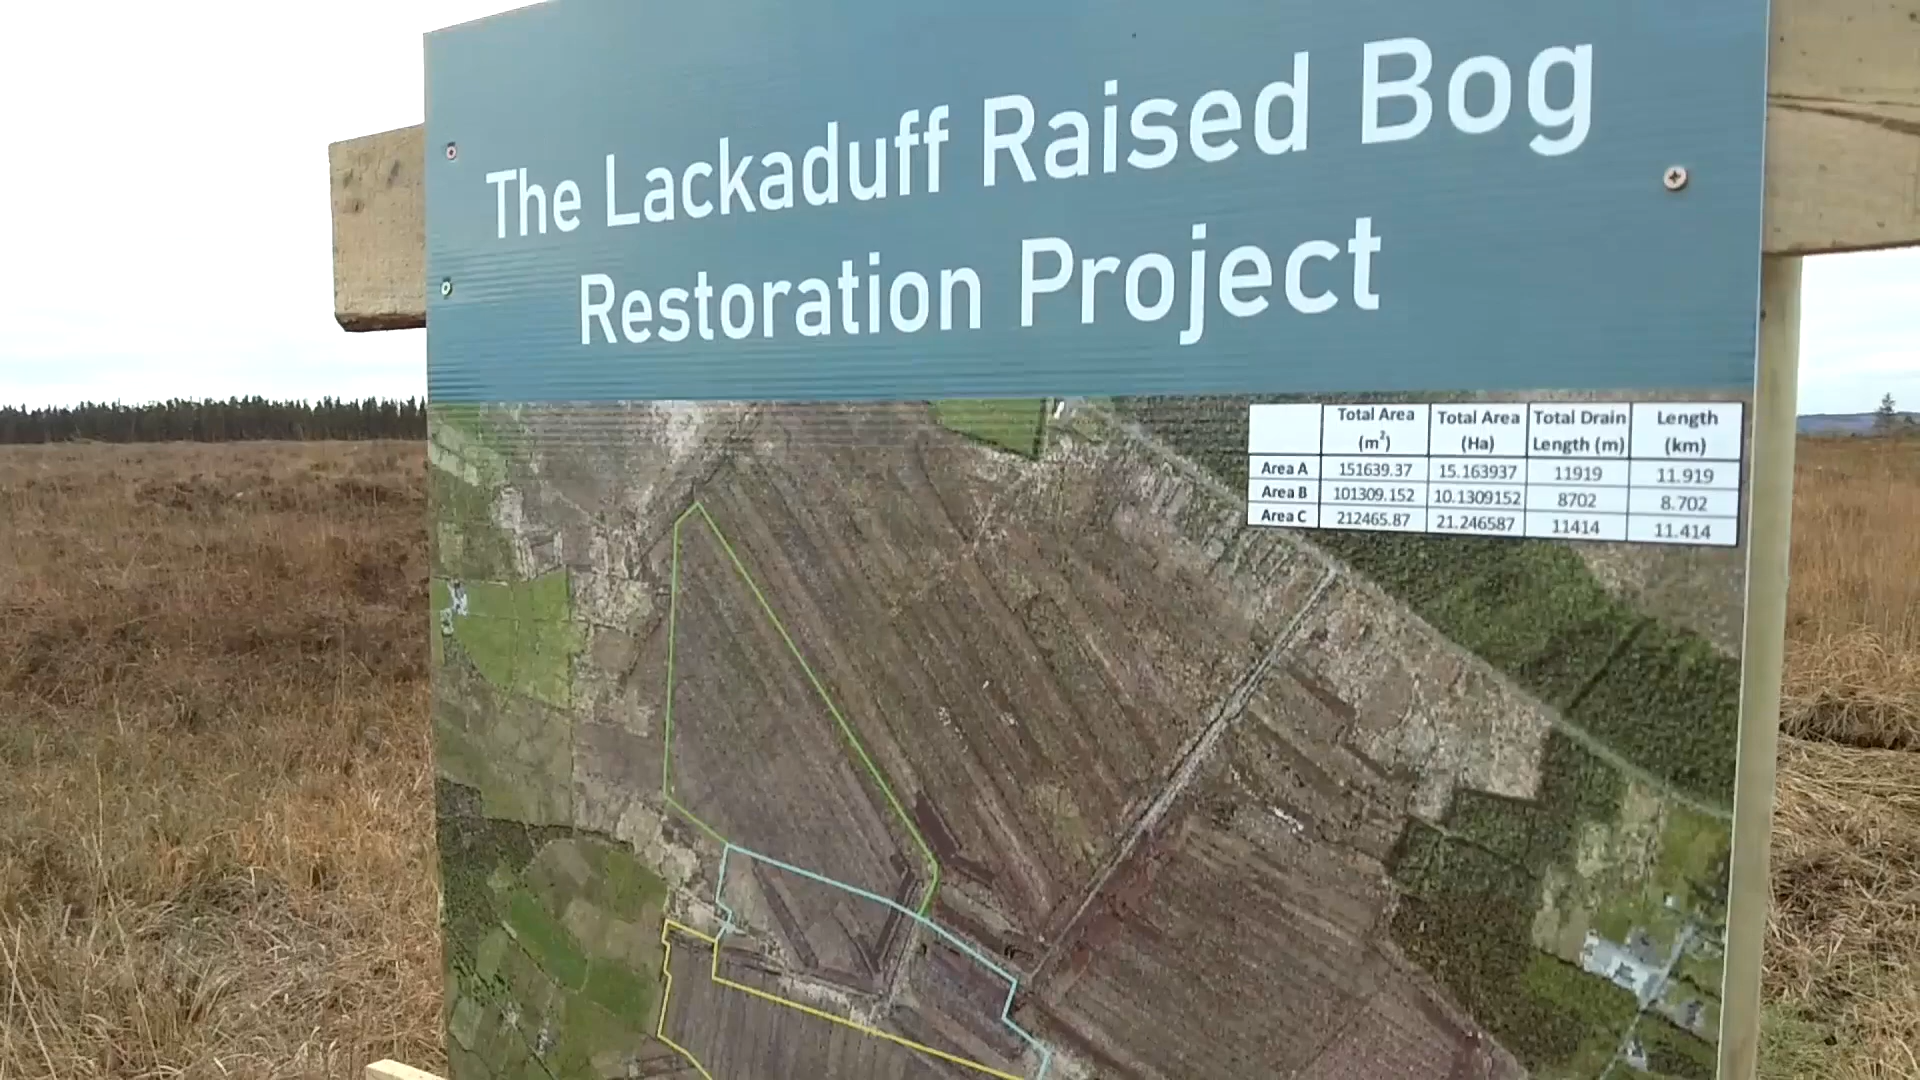 The Lackaduff Raised Bog
Restoration Project
Total Area (m²) Total Area (Ha) Total Drain Length (m) Length (km)
Area A 151639.37 15.163937 11919 11.919
Area B 101309.152 10.1309152 8702 8.702
Area C 212465.87 21.246587 11414 11.414